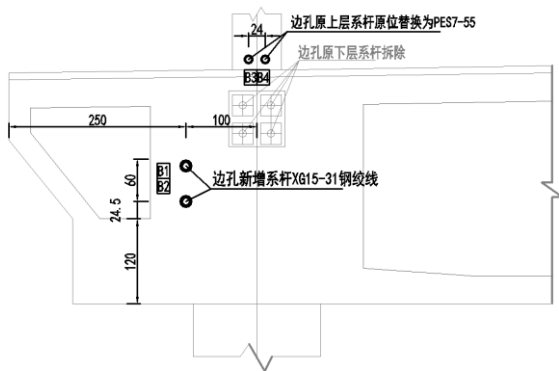 边孔原上层系杆原位替换为PES7-55
24
边孔原下层系杆拆除
B3B4
250
100
B1
60
边孔新增系杆XG15-31钢绞线
B2
24.5
120